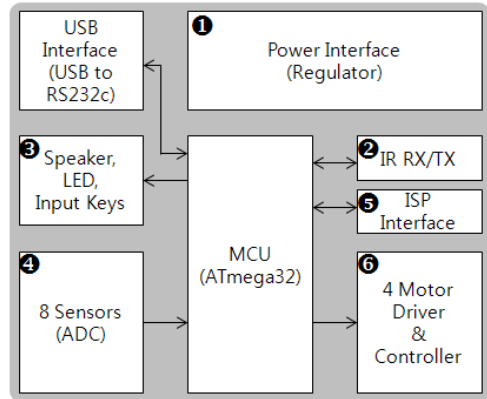 USB
Interface
(USB to
RS232c)
❶
Power Interface
(Regulator)
❸
Speaker,
LED,
Input Keys
❷ IR RX/TX
❺ ISP
Interface
MCU
(ATmega32)
❹
8 Sensors
(ADC)
❻
4 Motor
Driver
&
Controller